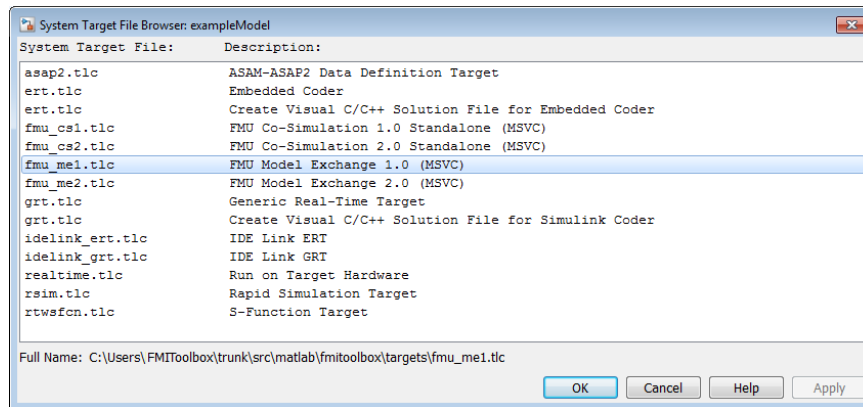 System Target File Browser: exampleModel
System Target File: Description:
asap2.tlc ASAM-ASAP2 Data Definition Target
ert.tlc Embedded Coder
ert.tlc Create Visual C/C++ Solution File for Embedded Coder
fmu_cs1.tlc FMU Co-Simulation 1.0 Standalone (MSVC)
fmu_cs2.tlc FMU Co-Simulation 2.0 Standalone (MSVC)
fmu_me1.tlc FMU Model Exchange 1.0 (MSVC)
fmu_me2.tlc FMU Model Exchange 2.0 (MSVC)
grt.tlc Generic Real-Time Target
grt.tlc Create Visual C/C++ Solution File for Simulink Coder
idelink_ert.tlc IDE Link ERT
idelink_grt.tlc IDE Link GRT
realtime.tlc Run on Target Hardware
rsim.tlc Rapid Simulation Target
rtwsfcn.tlc S-Function Target
Full Name: C:\Users\FMIToolbox\trunk\src\matlab\fmitoolbox\targets\fmu_me1.tlc
OK Cancel Help Apply